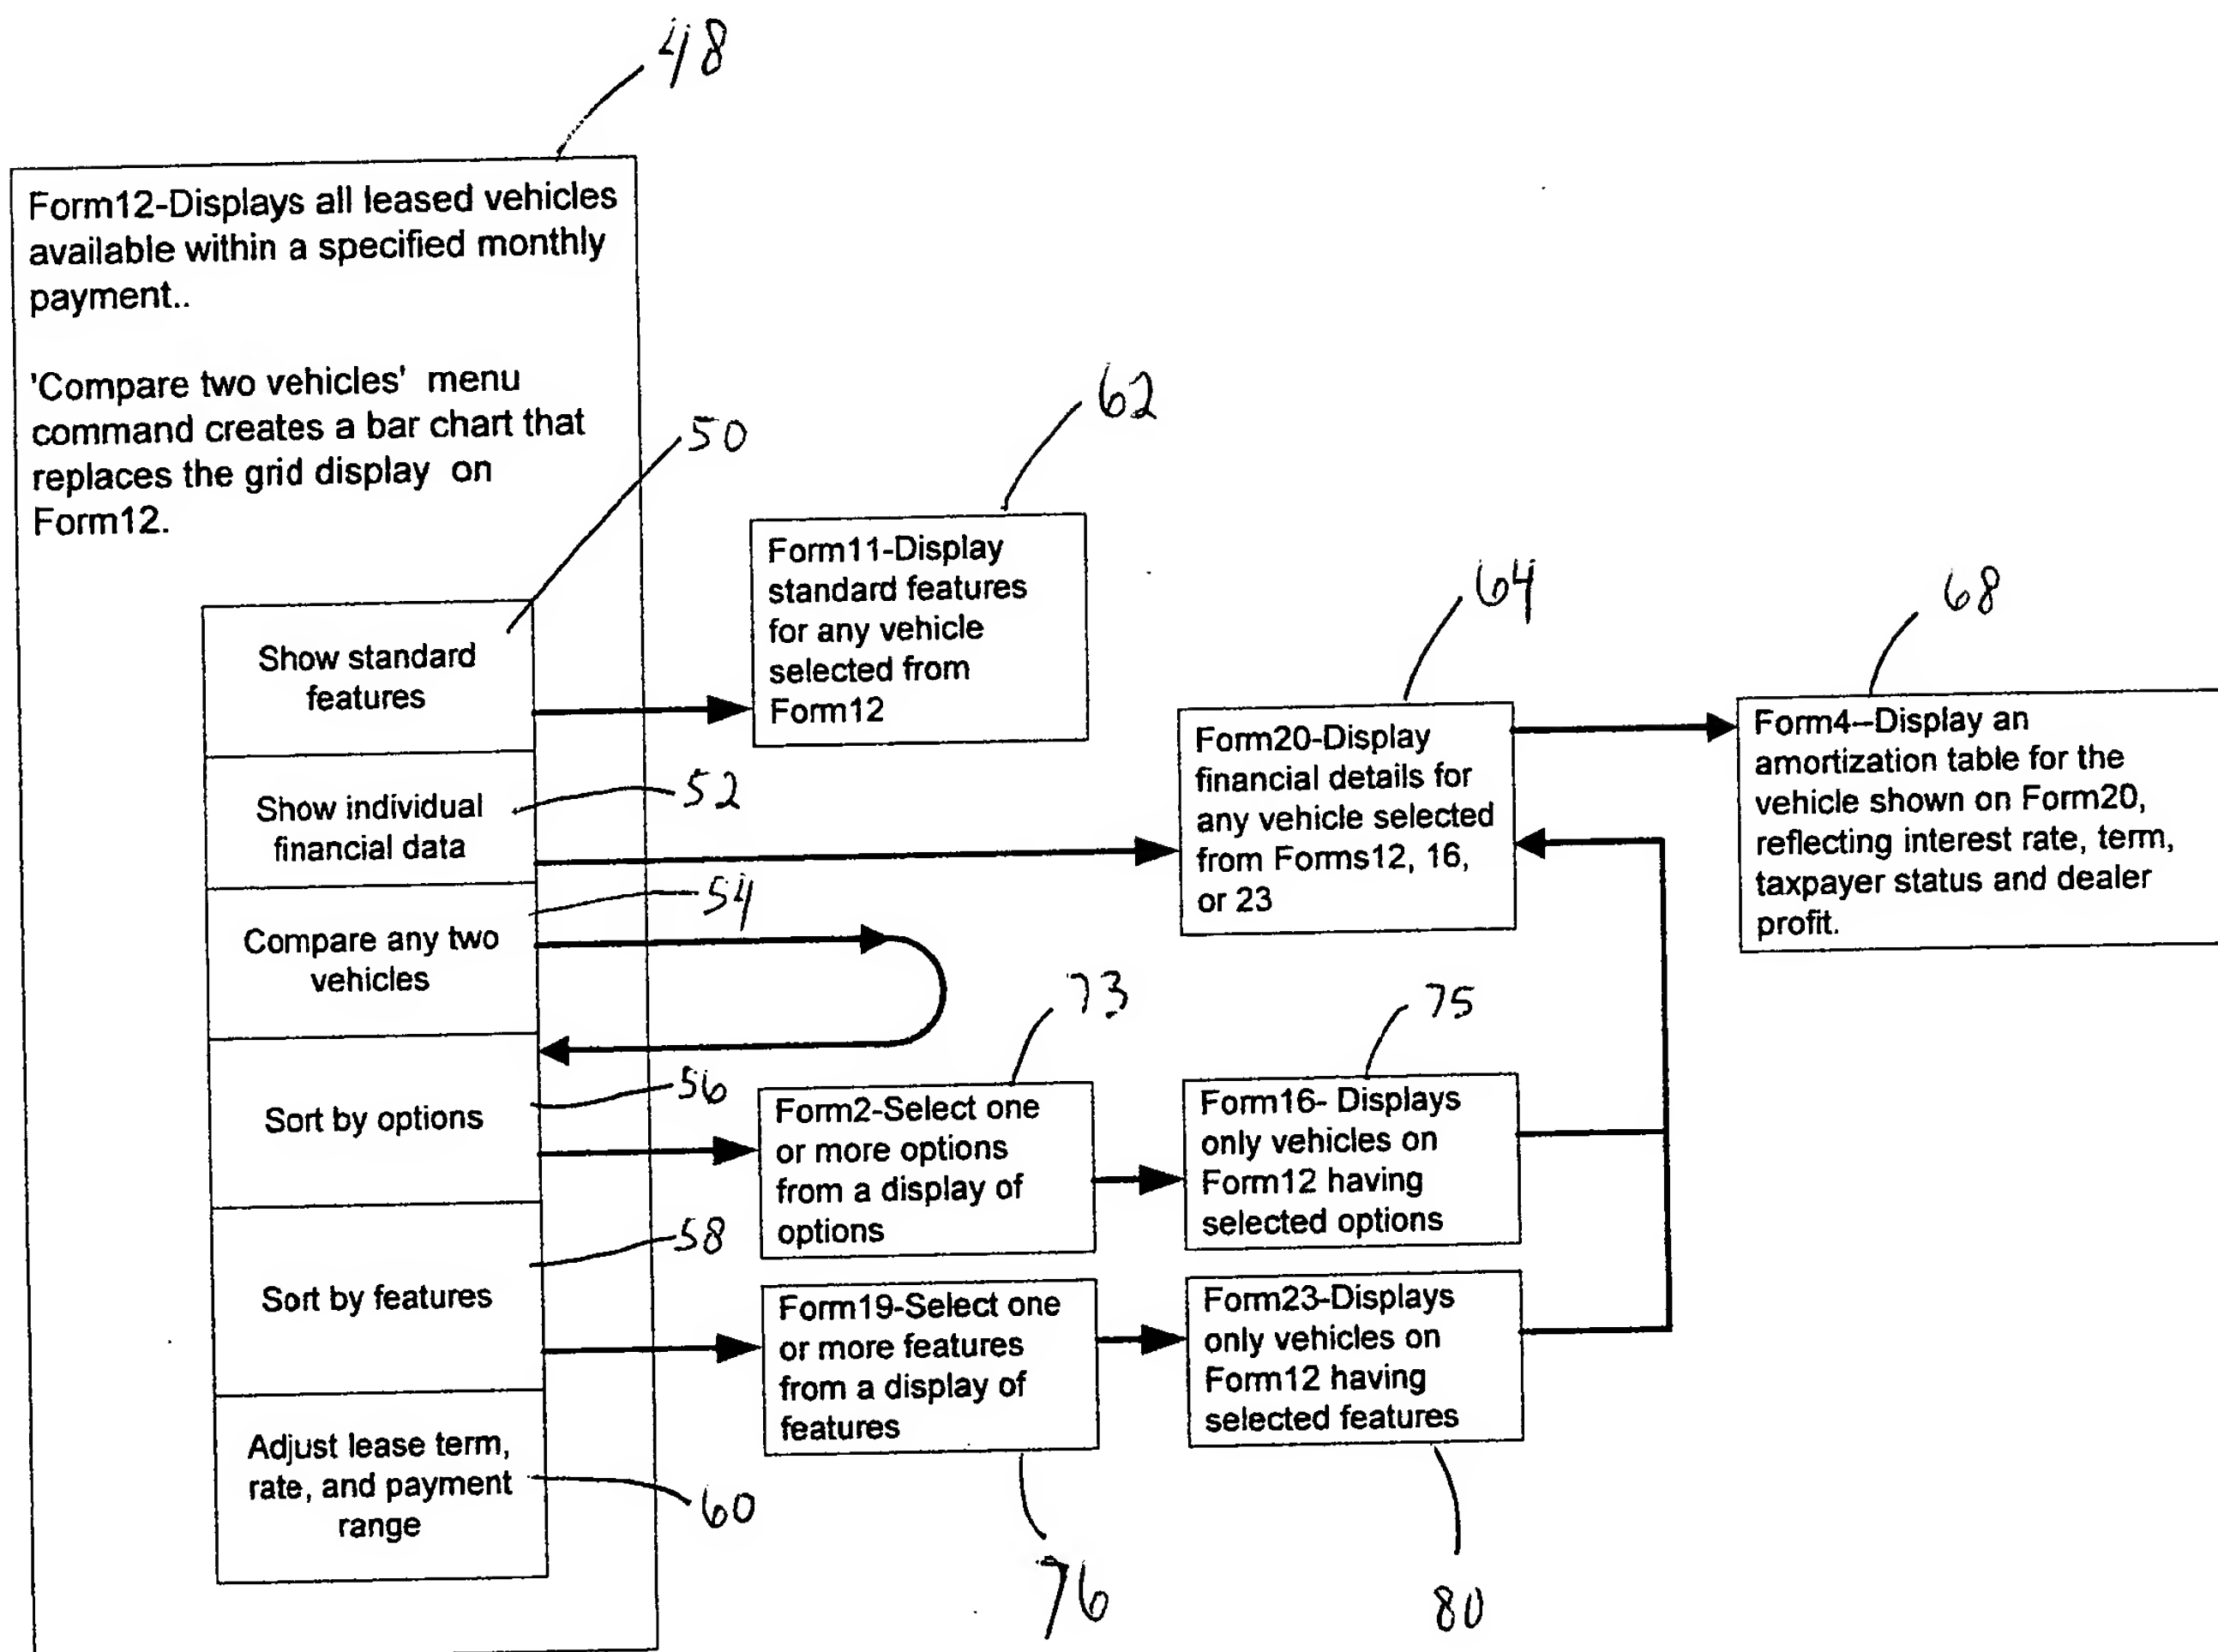 48
Form12-Displays all leased vehicles
available within a specified monthly
payment..
'Compare two vehicles' menu
command creates a bar chart that
replaces the grid display on
Form12.
50
Show standard
features
52
Show individual
financial data
54
Compare any two
vehicles
56
Sort by options
58
Sort by features
60
Adjust lease term,
rate, and payment
range
62
Form11-Display
standard features
for any vehicle
selected from
Form12
64
Form20-Display
financial details for
any vehicle selected
from Forms12, 16,
or 23
68
Form4--Display an
amortization table for the
vehicle shown on Form20,
reflecting interest rate, term,
taxpayer status and dealer
profit.
73
Form2-Select one
or more options
from a display of
options
75
Form16- Displays
only vehicles on
Form12 having
selected options
Form19-Select one
or more features
from a display of
features
76
Form23-Displays
only vehicles on
Form12 having
selected features
80